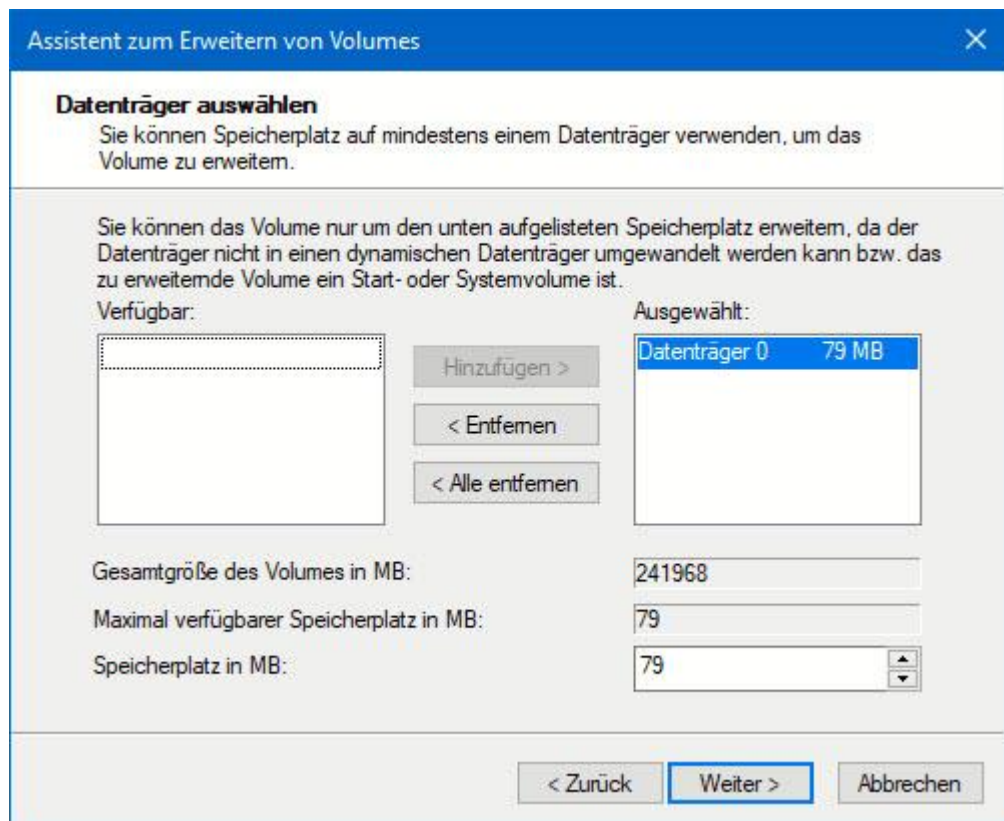 Assistent zum Erweitern von Volumes
Datenträger auswählen
Sie können Speicherplatz auf mindestens einem Datenträger verwenden, um das
Volume zu erweitern.
Sie können das Volume nur um den unten aufgelisteten Speicherplatz erweitern, da der
Datenträger nicht in einen dynamischen Datenträger umgewandelt werden kann bzw. das
zu erweiternde Volume ein Start- oder Systemvolume ist.
Verfügbar:
Ausgewählt:
Datenträger 0 79 MB
Hinzufügen >
< Entfernen
< Alle entfernen
Gesamtgröße des Volumes in MB: 241968
Maximal verfügbarer Speicherplatz in MB: 79
Speicherplatz in MB: 79
< Zurück Weiter > Abbrechen